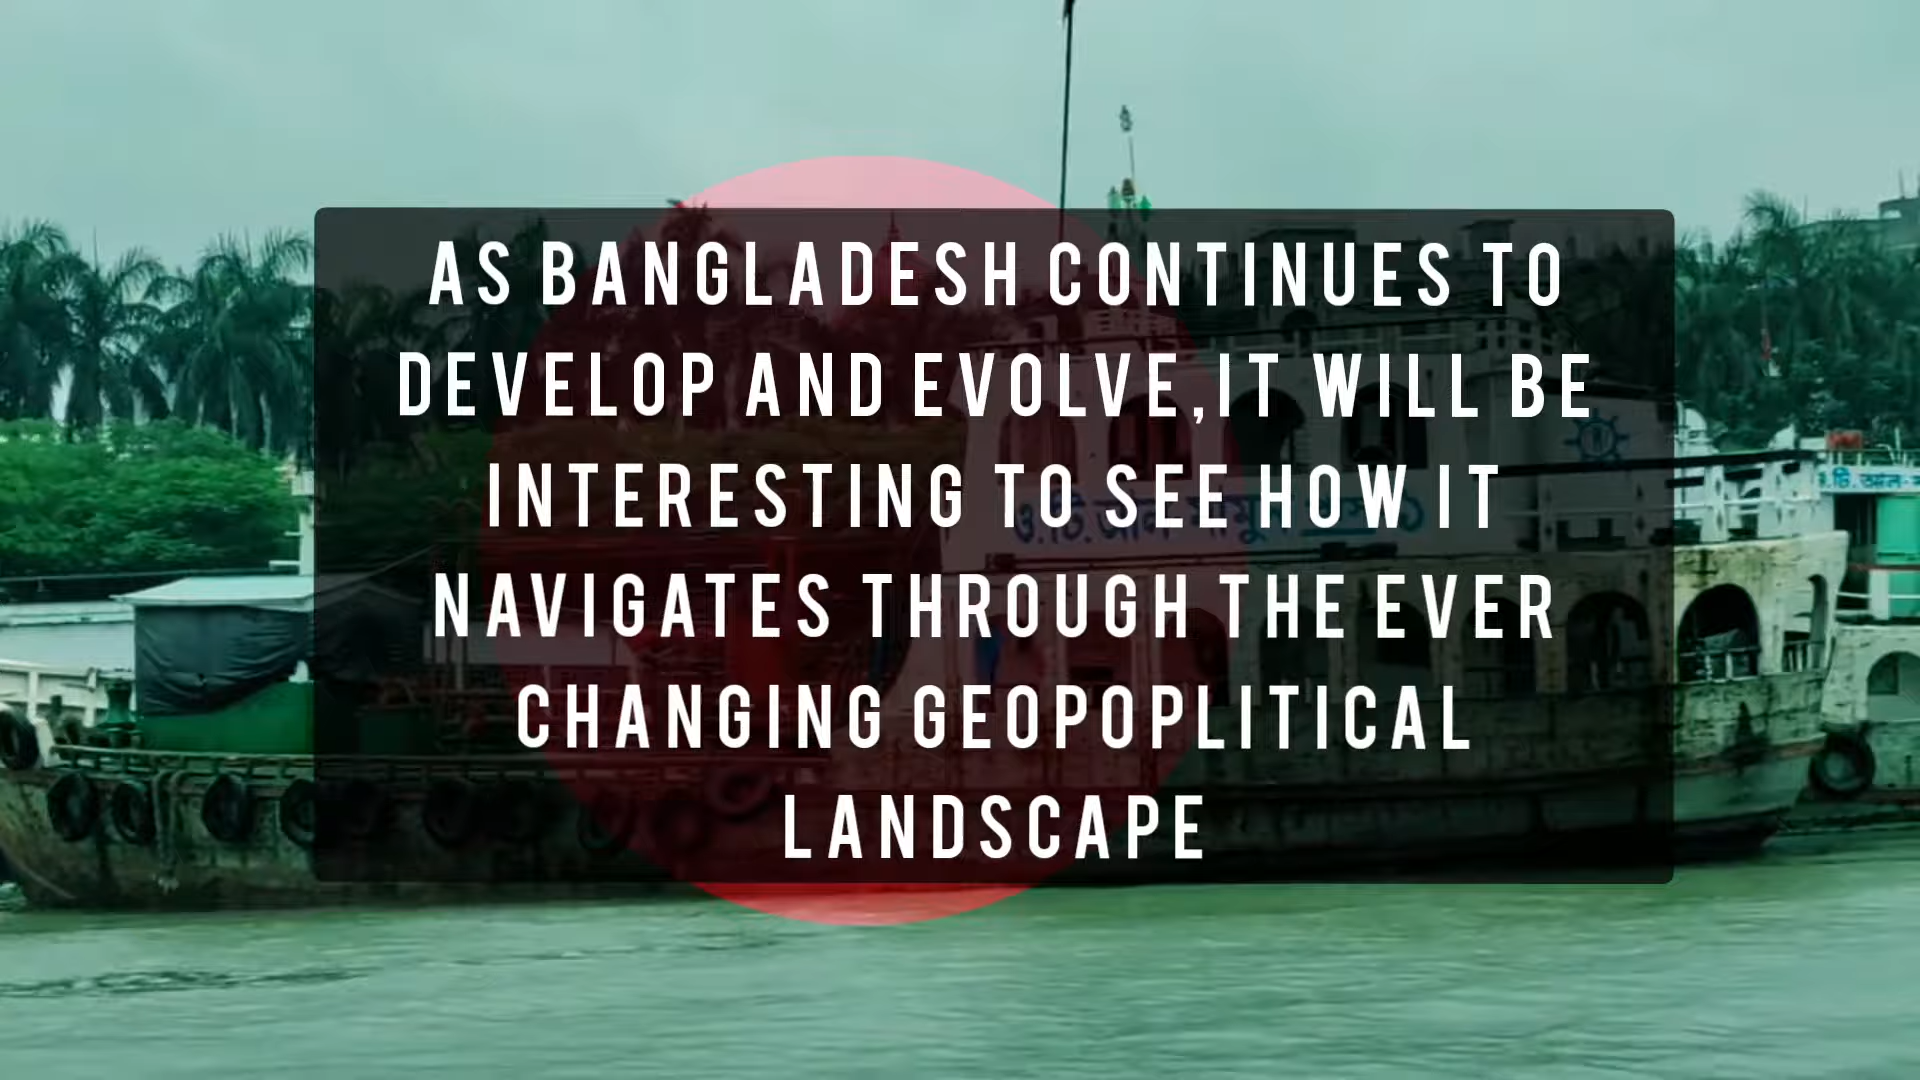 AS BANGLADESH CONTINUES TO
DEVELOP AND EVOLVE,IT WILL BE
INTERESTING TO SEE HOW IT
NAVIGATES THROUGH THE EVER
CHANGING GEOPOPLITICAL
LANDSCAPE